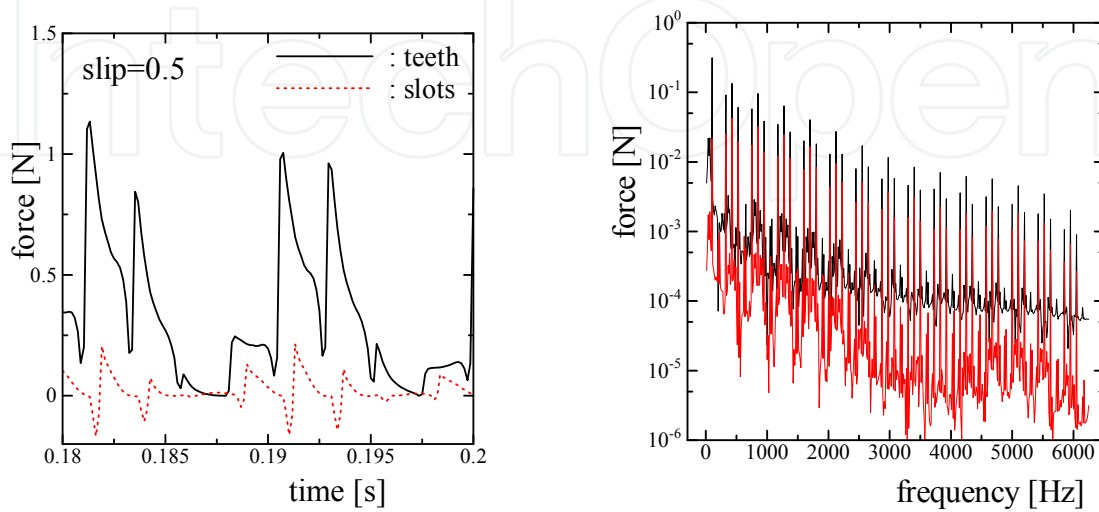 IntechOpen
slip=0.5
: teeth
: slots
force [N]
1.5
1
0.5
0
0.18 0.185 0.19 0.195 0.2
time [s]
force [N]
10^0
10^-1
10^-2
10^-3
10^-4
10^-5
10^-6
0 1000 2000 3000 4000 5000 6000
frequency [Hz]